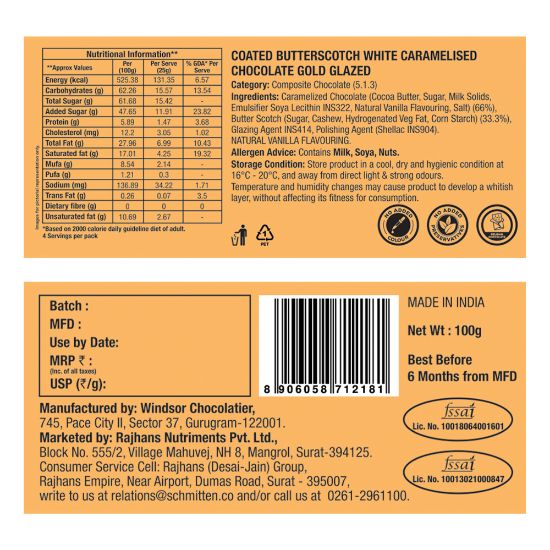 Nutritional Information**
**Approx Values Per (100g) Per Serve (25g) % GDA* Per Serve
Energy (kcal) 525.38 131.35 6.57
Carbohydrates (g) 62.26 15.57 13.54
Total Sugar (g) 61.68 15.42 -
Added Sugar (g) 47.65 11.91 23.82
Protein (g) 5.89 1.47 3.68
Cholesterol (mg) 12.2 3.05 1.02
Total Fat (g) 27.96 6.99 10.43
Saturated fat (g) 17.01 4.25 19.32
Mufa (g) 8.54 2.14 -
Pufa (g) 1.21 0.3 -
Sodium (mg) 136.89 34.22 1.71
Trans Fat (g) 0.26 0.07 3.5
Dietary fibre (g) 0 0 0
Unsaturated fat (g) 10.69 2.67 -
*Based on 2000 calorie daily guideline diet of adult.
4 Servings per pack
Images for pictorial representation only.
COATED BUTTERSCOTCH WHITE CARAMELISED
CHOCOLATE GOLD GLAZED
Category: Composite Chocolate (5.1.3)
Ingredients: Caramelized Chocolate (Cocoa Butter, Sugar, Milk Solids,
Emulsifier Soya (lecithin INS322, Natural Vanilla Flavouring, Salt) (66%),
Butter Scotch (Sugar, Cashew, Hydrogenated Veg Fat, Corn Starch) (33.3%),
Glazing Agent INS414, Polishing Agent (Shellac INS904).
NATURAL VANILLA FLAVOURING.
Allergen Advice: Contains Milk, Soya, Nuts.
Storage Condition: Store product in a cool, dry and hygienic condition at
16°C - 20°C, and away from direct light & strong odours.
Temperature and humidity changes may cause product to develop a whitish
layer, without affecting its fitness for consumption.
1
PET
NO ADDED
COLOUR
NO ADDED
PRESERVATIVES
Batch :
MFD :
Use by Date:
MRP ₹ :
(Inc. of all taxes)
USP (₹/g):
8 906058 712181
MADE IN INDIA
Net Wt : 100g
Best Before
6 Months from MFD
Manufactured by: Windsor Chocolatier,
745, Pace City II, Sector 37, Gurugram-122001.
Marketed by: Rajhans Nutriments Pvt. Ltd.,
Block No. 555/2, Village Mahuvej, NH 8, Mangrol, Surat-394125.
Consumer Service Cell: Rajhans (Desai-Jain) Group,
Rajhans Empire, Near Airport, Dumas Road, Surat - 395007,
write to us at relations@schmitten.co and/or call us at 0261-2961100.
fssai
Lic. No. 10018064001601
fssai
Lic. No. 10013021000847